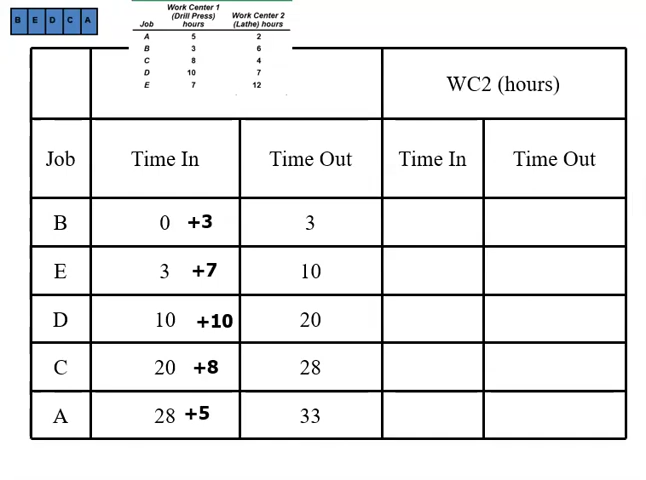 B E D C A
Work Center 1 (Drill Press) hours
Work Center 2 (Lathe) hours
Job
A 5 2
B 3 6
C 8 4
D 10 7
E 7 12
WC2 (hours)
Job Time In Time Out Time In Time Out
B 0 +3 3
E 3 +7 10
D 10 +10 20
C 20 +8 28
A 28 +5 33